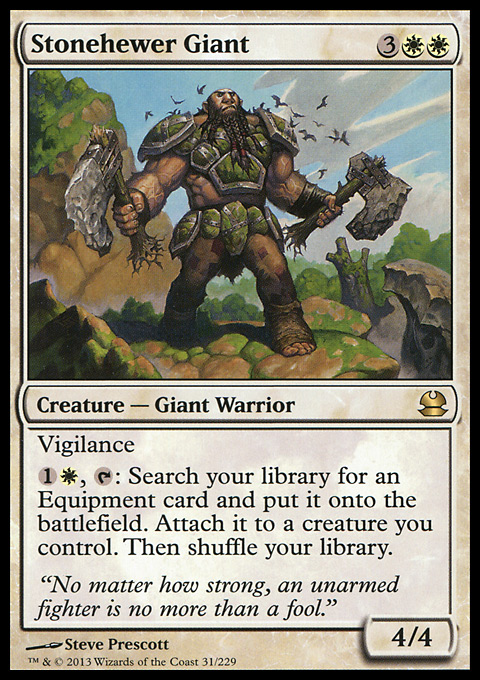 Stonehewer Giant 3
Creature — Giant Warrior
Vigilance
1, : Search your library for an
Equipment card and put it onto the
battlefield. Attach it to a creature you
control. Then shuffle your library.
“No matter how strong, an unarmed
fighter is no more than a fool.”
Steve Prescott
4/4
™ & © 2013 Wizards of the Coast 31/229